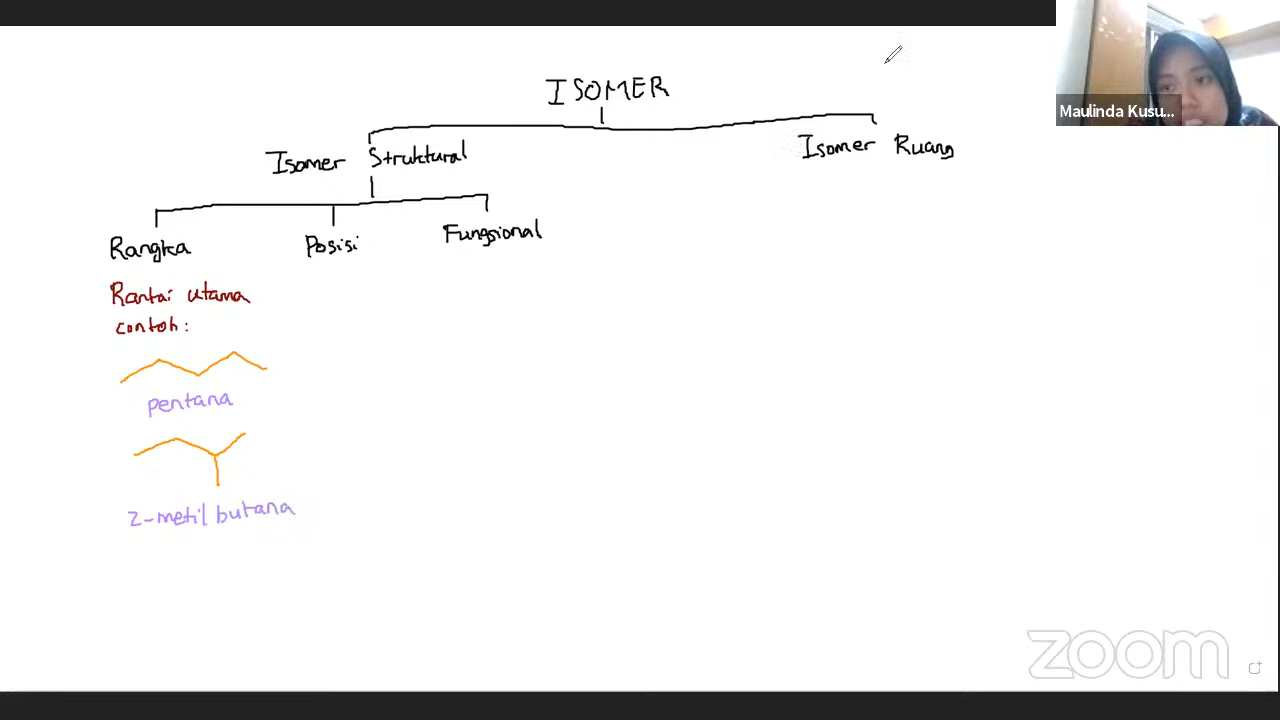 ISOMER
Maulinda Kusu...
Isomer Struktural
Isomer Ruang
Rangka
Posisi
Fungsional
Rantai utama
contoh:
pentana
2-metil butana
zoom